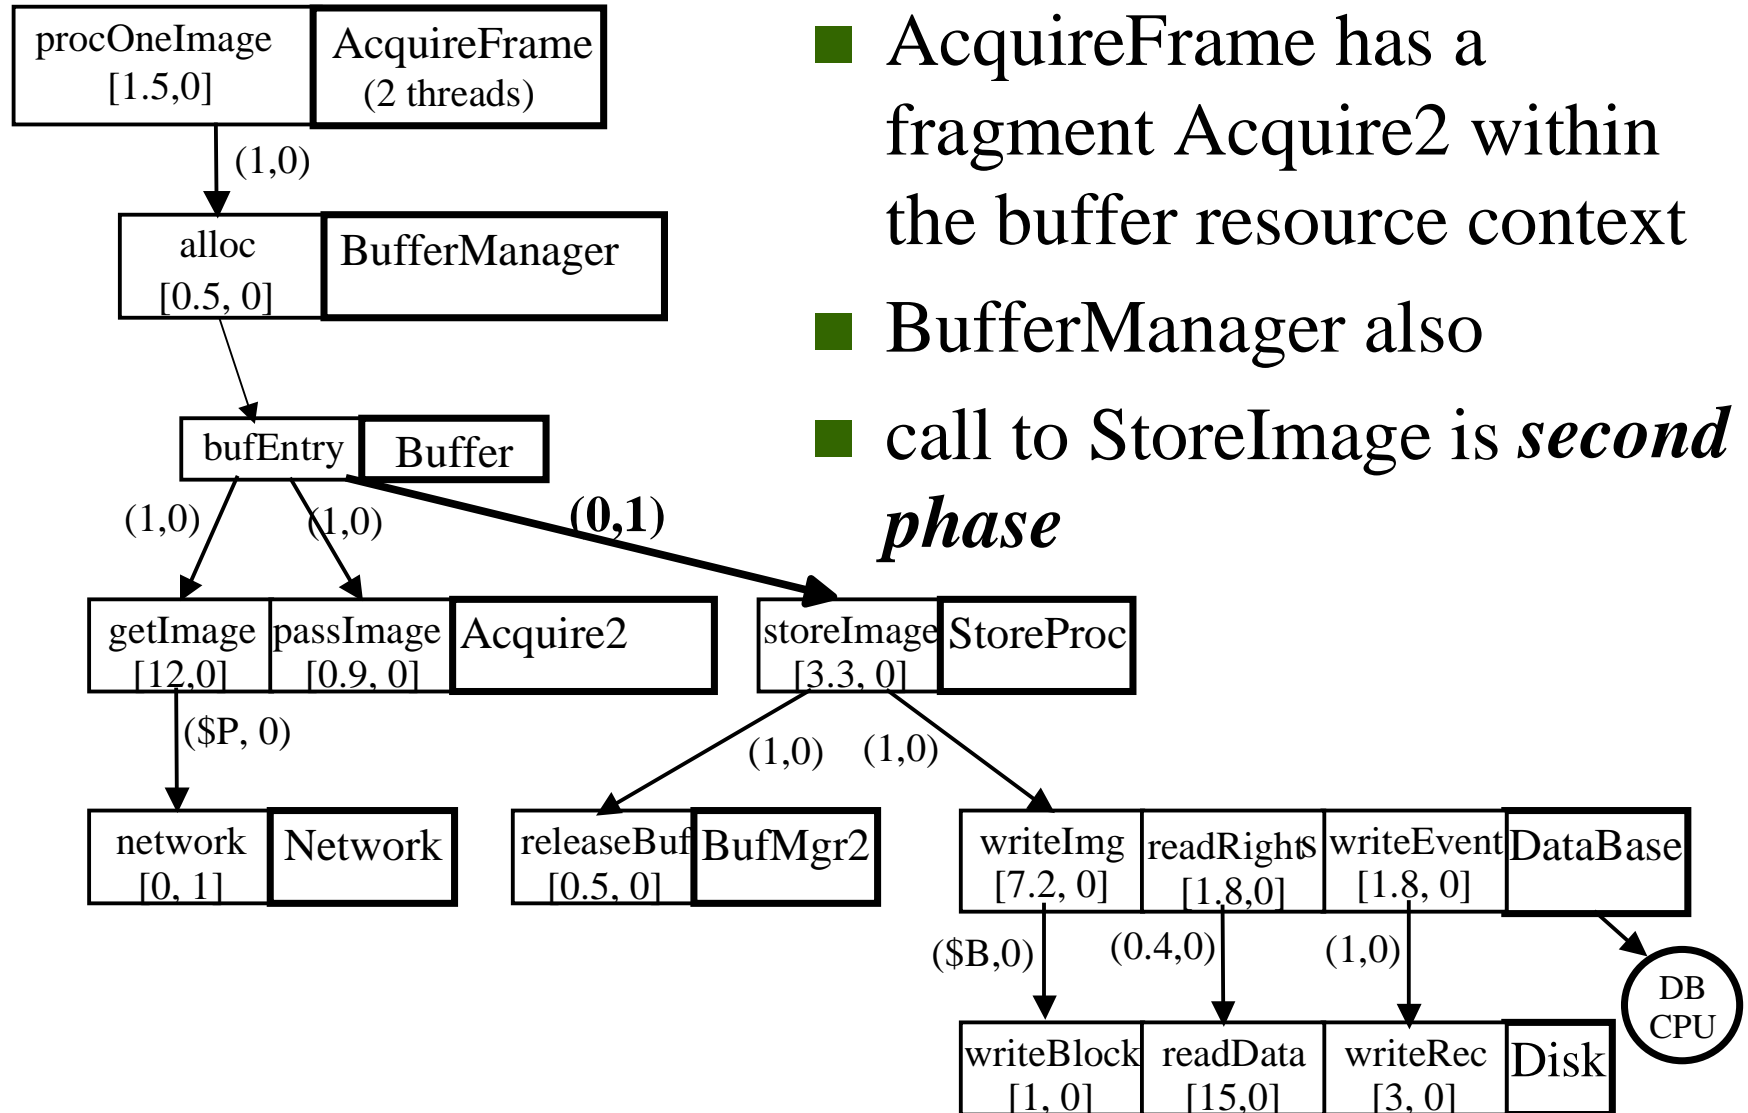 procOneImage
[1.5,0]
AcquireFrame
(2 threads)
(1,0)
alloc
[0.5, 0]
BufferManager
bufEntry
Buffer
(1,0)
(1,0)
(0,1)
getImage
[12,0]
passImage
[0.9, 0]
Acquire2
storeImage
[3.3, 0]
StoreProc
($P, 0)
(1,0)
(1,0)
network
[0, 1]
Network
releaseBuf
[0.5, 0]
BufMgr2
writeImg
[7.2, 0]
readRights
[1.8,0]
writeEvent
[1.8, 0]
DataBase
($B,0)
(0.4,0)
(1,0)
DB
CPU
writeBlock
[1, 0]
readData
[15,0]
writeRec
[3, 0]
Disk
AcquireFrame has a
fragment Acquire2 within
the buffer resource context
BufferManager also
call to StoreImage is second
phase